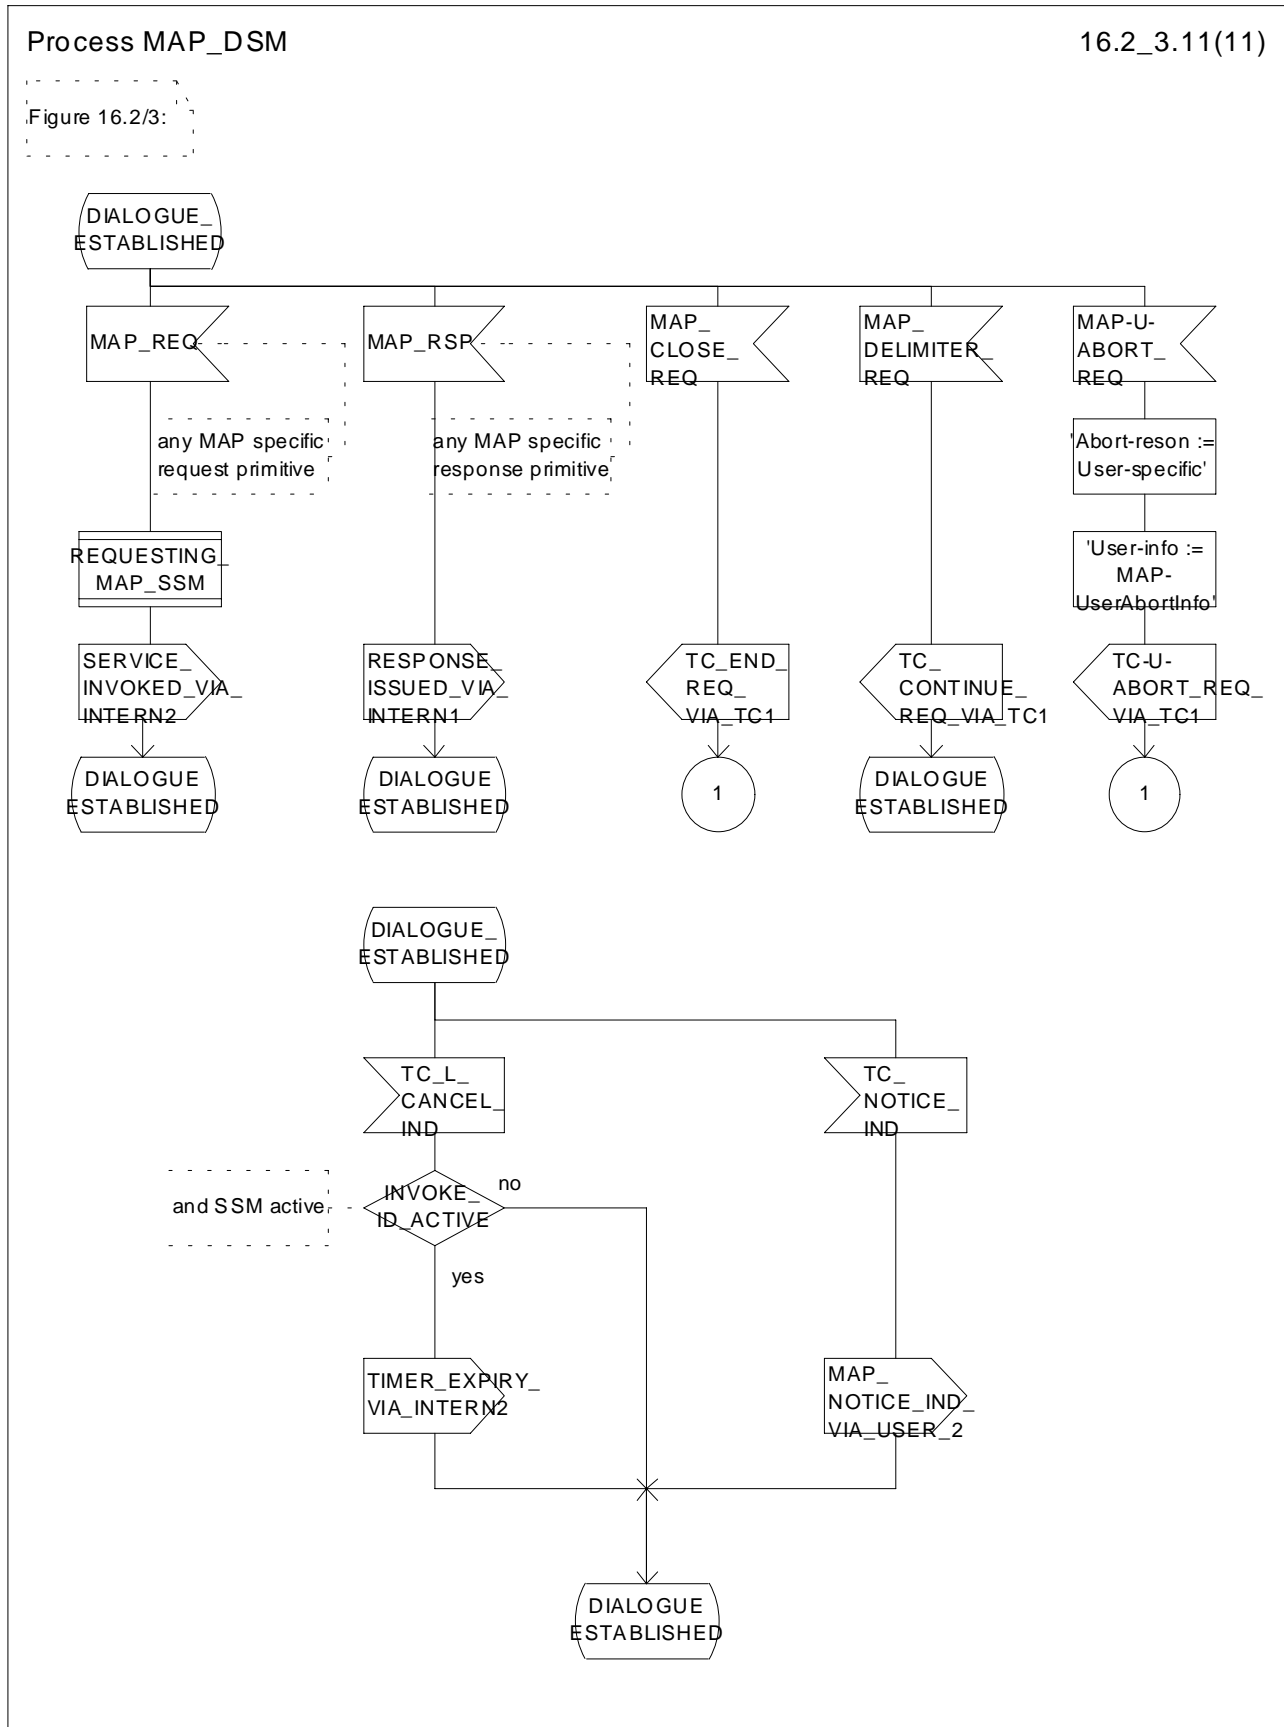 Process MAP_DSM
16.2_3.11(11)
Figure 16.2/3:
DIALOGUE_
ESTABLISHED
MAP_REQ
MAP_RSP
MAP_
CLOSE_
REQ
MAP_
DELIMITER_
REQ
MAP-U-
ABORT_
REQ
any MAP specific
request primitive
any MAP specific
response primitive
'Abort-reson :=
User-specific'
REQUESTING_
MAP_SSM
'User-info :=
MAP-
UserAbortInfo'
SERVICE_
INVOKED_VIA_
INTERN2
RESPONSE_
ISSUED_VIA_
INTERN1
TC_END_
REQ_
VIA_TC1
TC_
CONTINUE_
REQ_VIA_TC1
TC-U-
ABORT_REQ_
VIA_TC1
DIALOGUE
ESTABLISHED
DIALOGUE
ESTABLISHED
1
DIALOGUE
ESTABLISHED
1
DIALOGUE_
ESTABLISHED
TC_L_
CANCEL_
IND
TC_
NOTICE_
IND
and SSM active
INVOKE_
ID_ACTIVE
no
yes
TIMER_EXPIRY_
VIA_INTERN2
MAP_
NOTICE_IND_
VIA_USER_2
DIALOGUE
ESTABLISHED